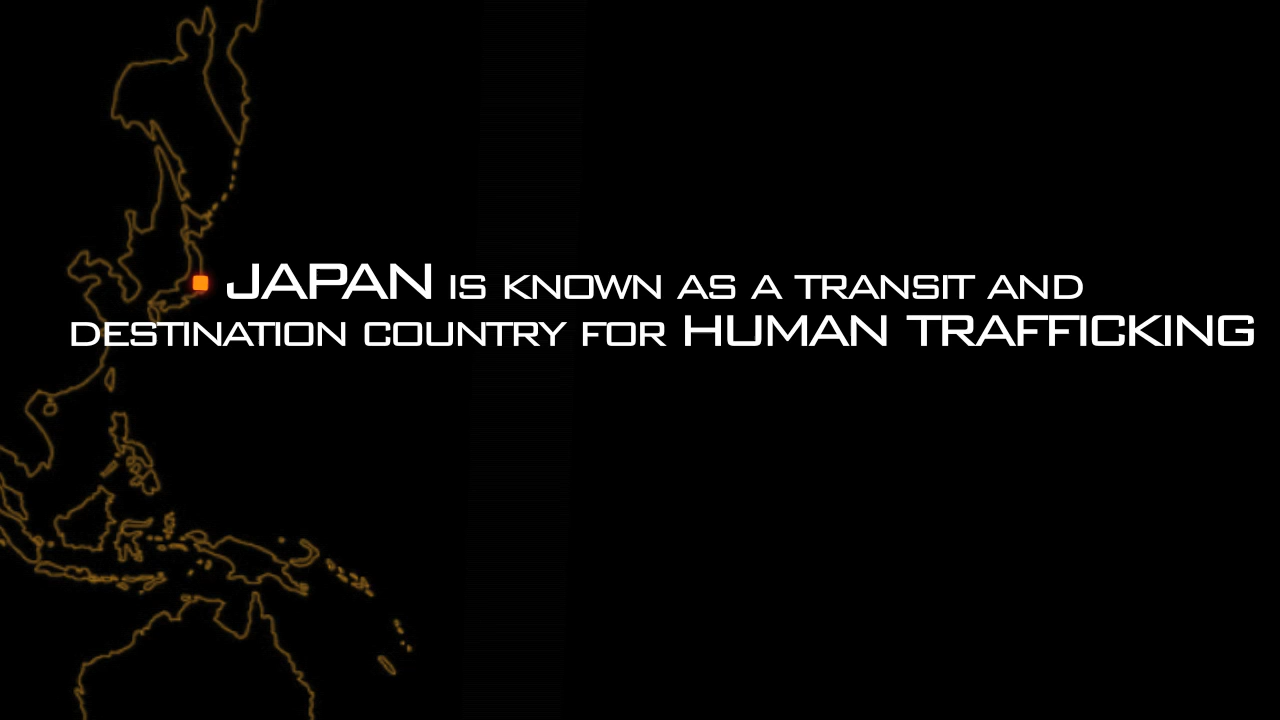 JAPAN IS KNOWN AS A TRANSIT AND
DESTINATION COUNTRY FOR HUMAN TRAFFICKING